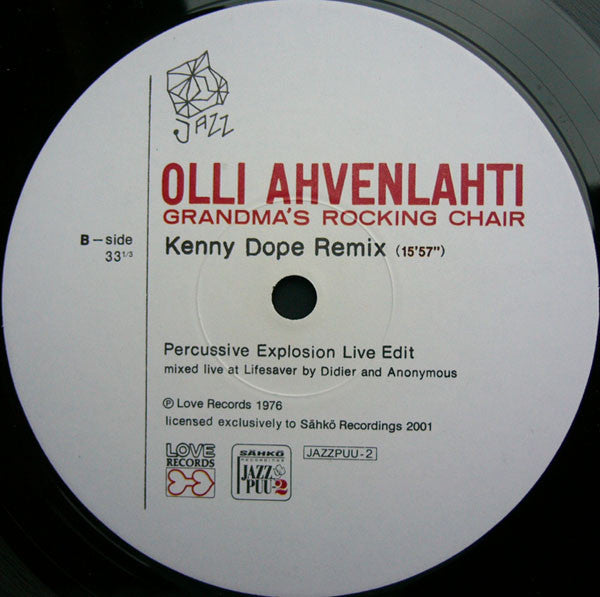 JAZZ
OLLI AHVENLAHTI
GRANDMA'S ROCKING CHAIR
B – side
33 1/3
Kenny Dope Remix (15'57")
Percussive Explosion Live Edit
mixed live at Lifesaver by Didier and Anonymous
℗ Love Records 1976
licensed exclusively to Sähkö Recordings 2001
LOVE
RECORDS
SÄHKÖ
RECORDINGS
JAZZ
PUU-2
JAZZPUU-2